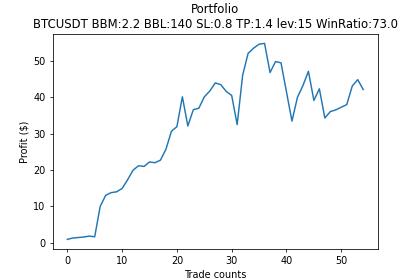 Portfolio
BTCUSDT BBM:2.2 BBL:140 SL:0.8 TP:1.4 lev:15 WinRatio:73.0
50
40
30
20
10
0
Profit ($)
0 10 20 30 40 50
Trade counts